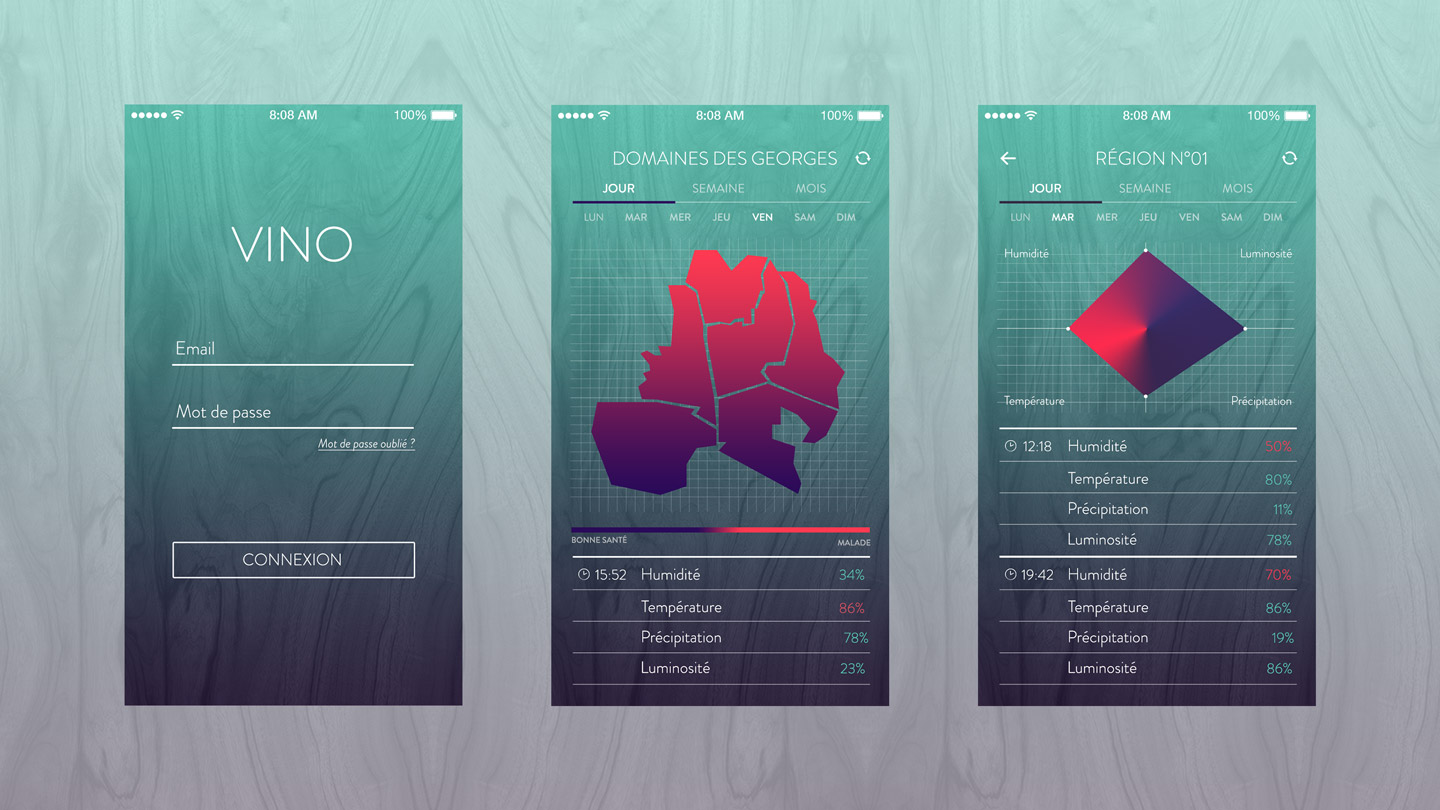 8:08 AM 100%
VINO
Email
Mot de passe
Mot de passe oublié ?
CONNEXION
8:08 AM 100%
DOMAINES DES GEORGES
JOUR SEMAINE MOIS
LUN MAR MER JEU VEN SAM DIM
BONNE SANTÉ MALADE
15:52 Humidité 34%
Température 86%
Précipitation 78%
Luminosité 23%
8:08 AM 100%
RÉGION N°01
JOUR SEMAINE MOIS
LUN MAR MER JEU VEN SAM DIM
Humidité Luminosité
Température Précipitation
12:18 Humidité 50%
Température 80%
Précipitation 11%
Luminosité 78%
19:42 Humidité 70%
Température 86%
Précipitation 19%
Luminosité 86%